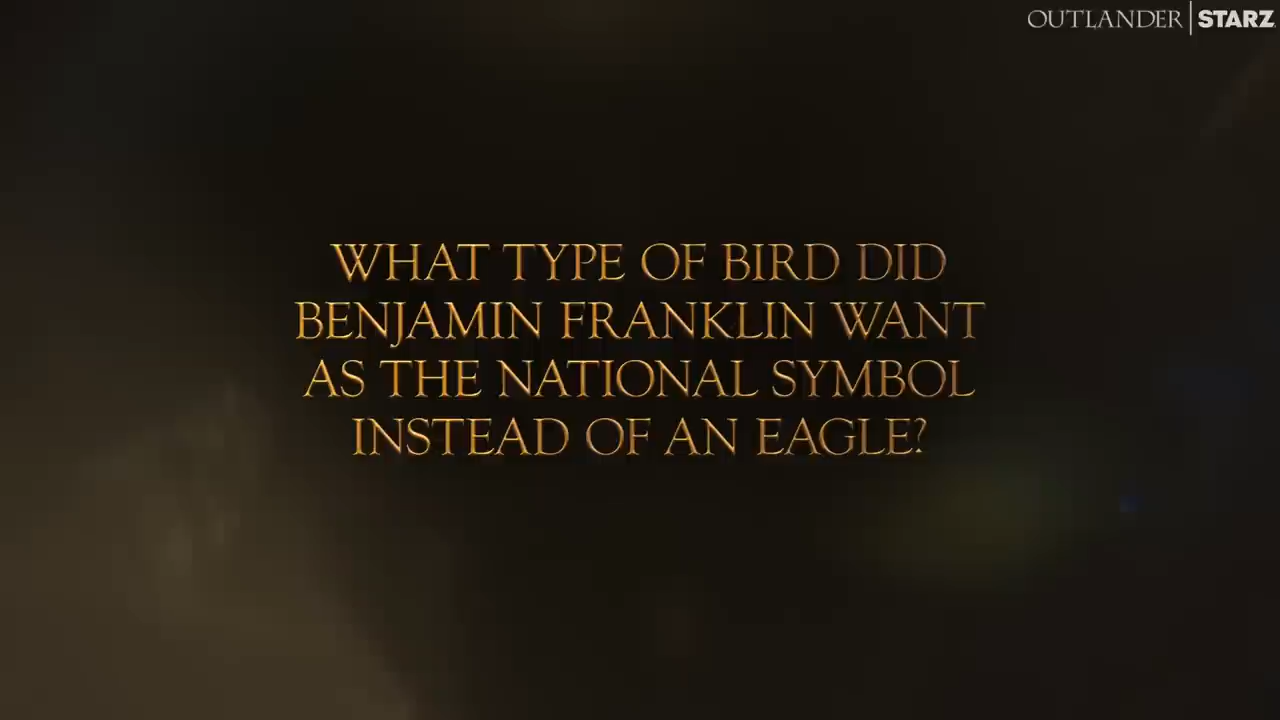 OUTLANDER | STARZ
WHAT TYPE OF BIRD DID
BENJAMIN FRANKLIN WANT
AS THE NATIONAL SYMBOL
INSTEAD OF AN EAGLE?